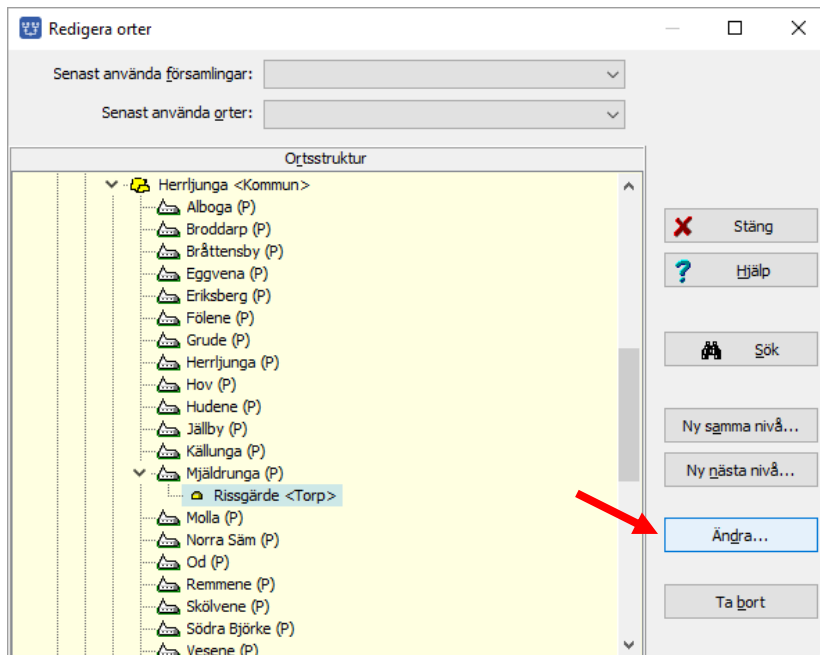 Redigera orter
Senast använda församlingar:
Senast använda orter:
Ortsstruktur
Herrljunga <Kommun>
Alboga (P)
Broddarp (P)
Bråttensby (P)
Eggvena (P)
Eriksberg (P)
Fölene (P)
Grude (P)
Herrljunga (P)
Hov (P)
Hudene (P)
Jällby (P)
Källunga (P)
Mjäldrunga (P)
Rissgärde <Torp>
Molla (P)
Norra Säm (P)
Od (P)
Remmene (P)
Skölvene (P)
Södra Björke (P)
Vesene (P)
Stäng
Hjälp
Sök
Ny samma nivå...
Ny nästa nivå...
Ändra...
Ta bort